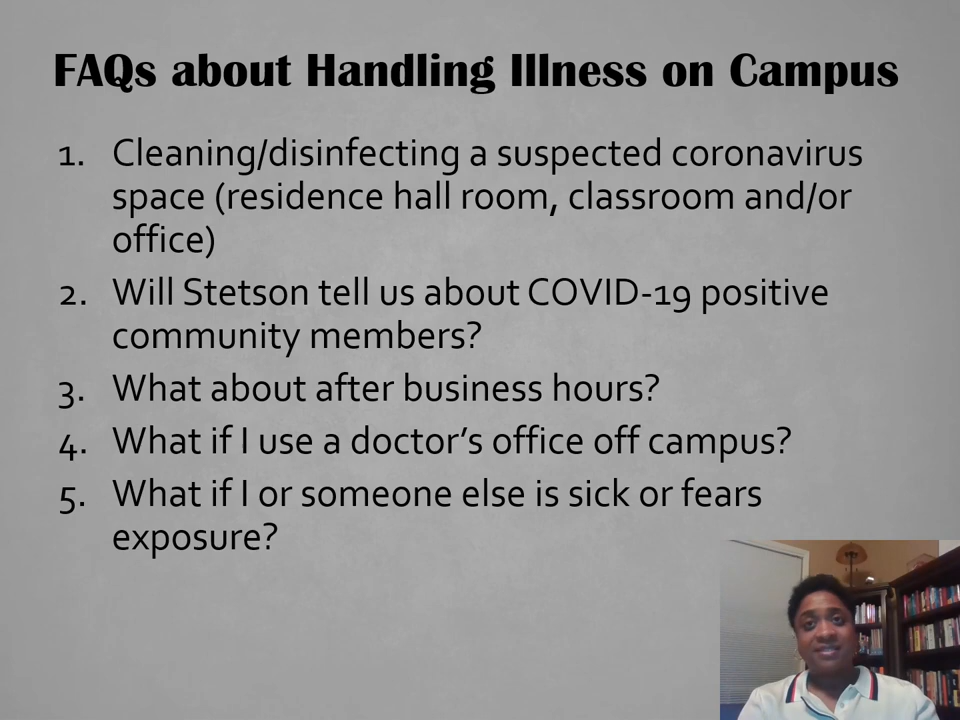 FAQs about Handling Illness on Campus
1. Cleaning/disinfecting a suspected coronavirus
space (residence hall room, classroom and/or
office)
2. Will Stetson tell us about COVID-19 positive
community members?
3. What about after business hours?
4. What if I use a doctor’s office off campus?
5. What if I or someone else is sick or fears
exposure?